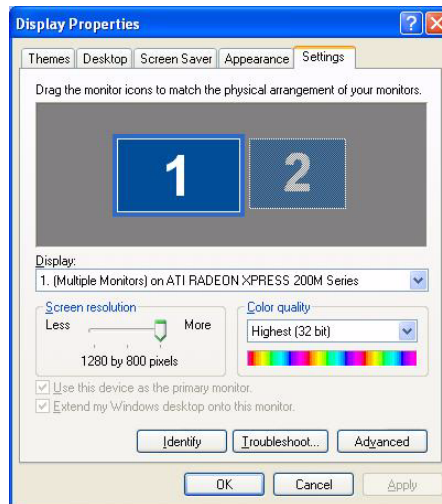 Display Properties
Themes Desktop Screen Saver Appearance Settings
Drag the monitor icons to match the physical arrangement of your monitors.
1 2
Display:
1. (Multiple Monitors) on ATI RADEON XPRESS 200M Series
Screen resolution Color quality
Less More Highest (32 bit)
1280 by 800 pixels
Use this device as the primary monitor.
Extend my Windows desktop onto this monitor.
Identify Troubleshoot... Advanced
OK Cancel Apply